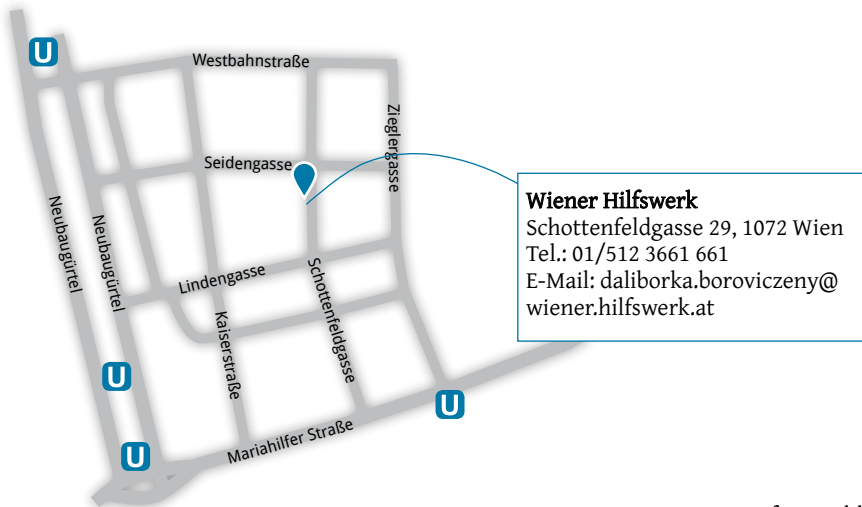 U
Westbahnstraße
Zieglergasse
Seidengasse
Wiener Hilfswerk
Schottenfeldgasse 29, 1072 Wien
Tel.: 01/512 3661 661
E-Mail: daliborka.boroviczeny@
wiener.hilfswerk.at
Neubaugürtel
Neubaugürtel
Lindengasse
Schottenfeldgasse
Kaiserstraße
U
U
Mariahilfer Straße
U